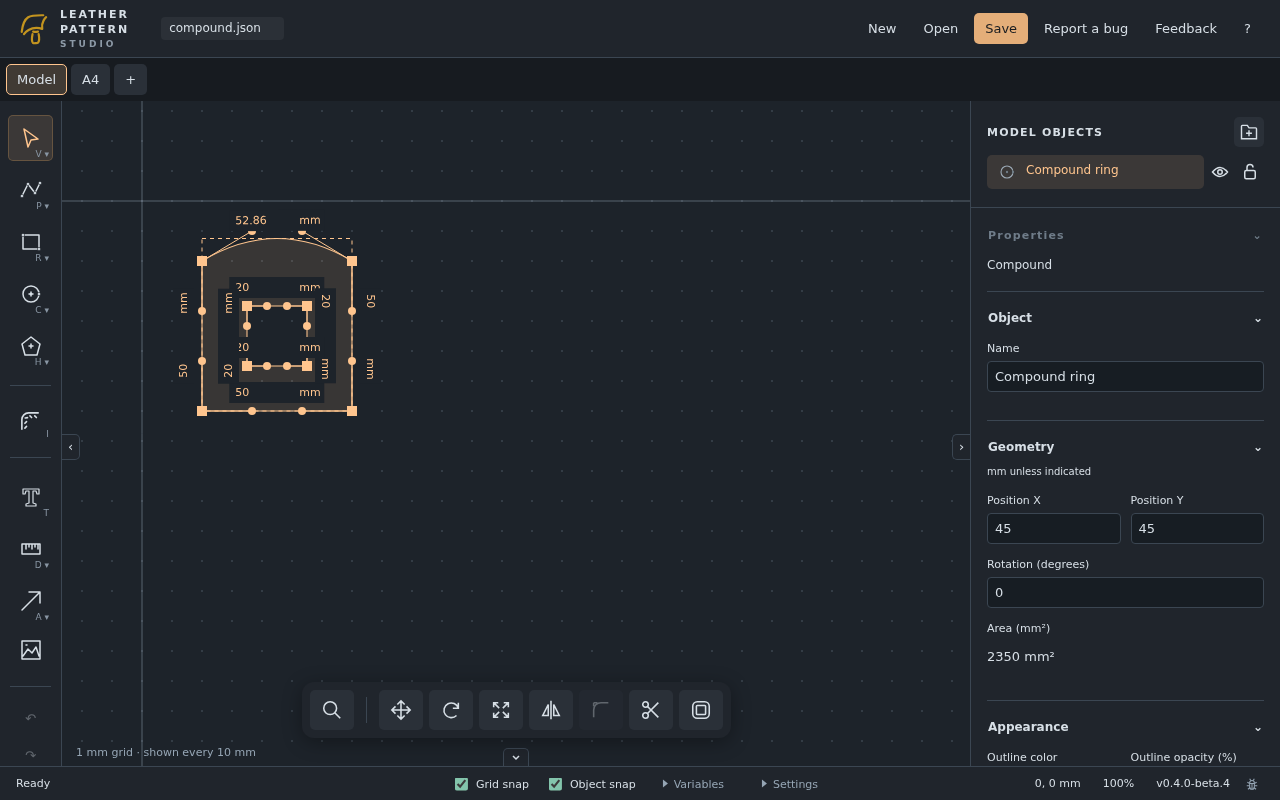 LEATHER
PATTERN
STUDIO
compound.json
New
Open
Save
Report a bug
Feedback
?
Model
A4
+
V
P
R
C
H
I
T
D
A
52.86 mm
mm
50
50
mm
20 mm
mm
20
20
mm
20 mm
50 mm
1 mm grid · shown every 10 mm
MODEL OBJECTS
Compound ring
Properties
Compound
Object
Name
Compound ring
Geometry
mm unless indicated
Position X
Position Y
45
45
Rotation (degrees)
0
Area (mm²)
2350 mm²
Appearance
Outline color
Outline opacity (%)
Ready
Grid snap
Object snap
Variables
Settings
0, 0 mm
100%
v0.4.0-beta.4